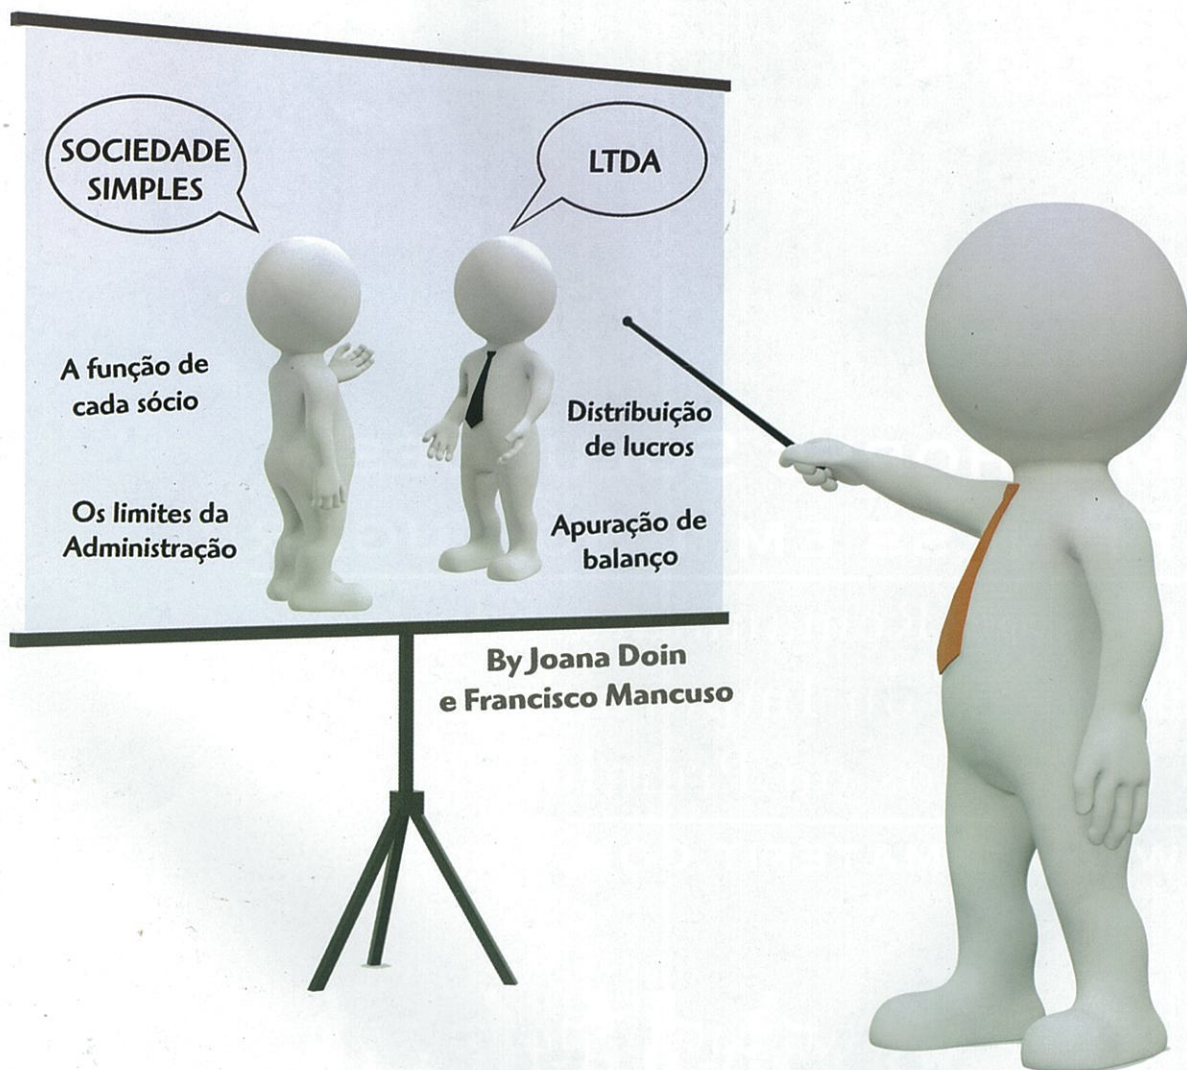 SOCIEDADE
SIMPLES
LTDA
A função de
cada sócio
Os limites da
Administração
Distribuição
de lucros
Apuração de
balanço
By Joana Doin
e Francisco Mancuso